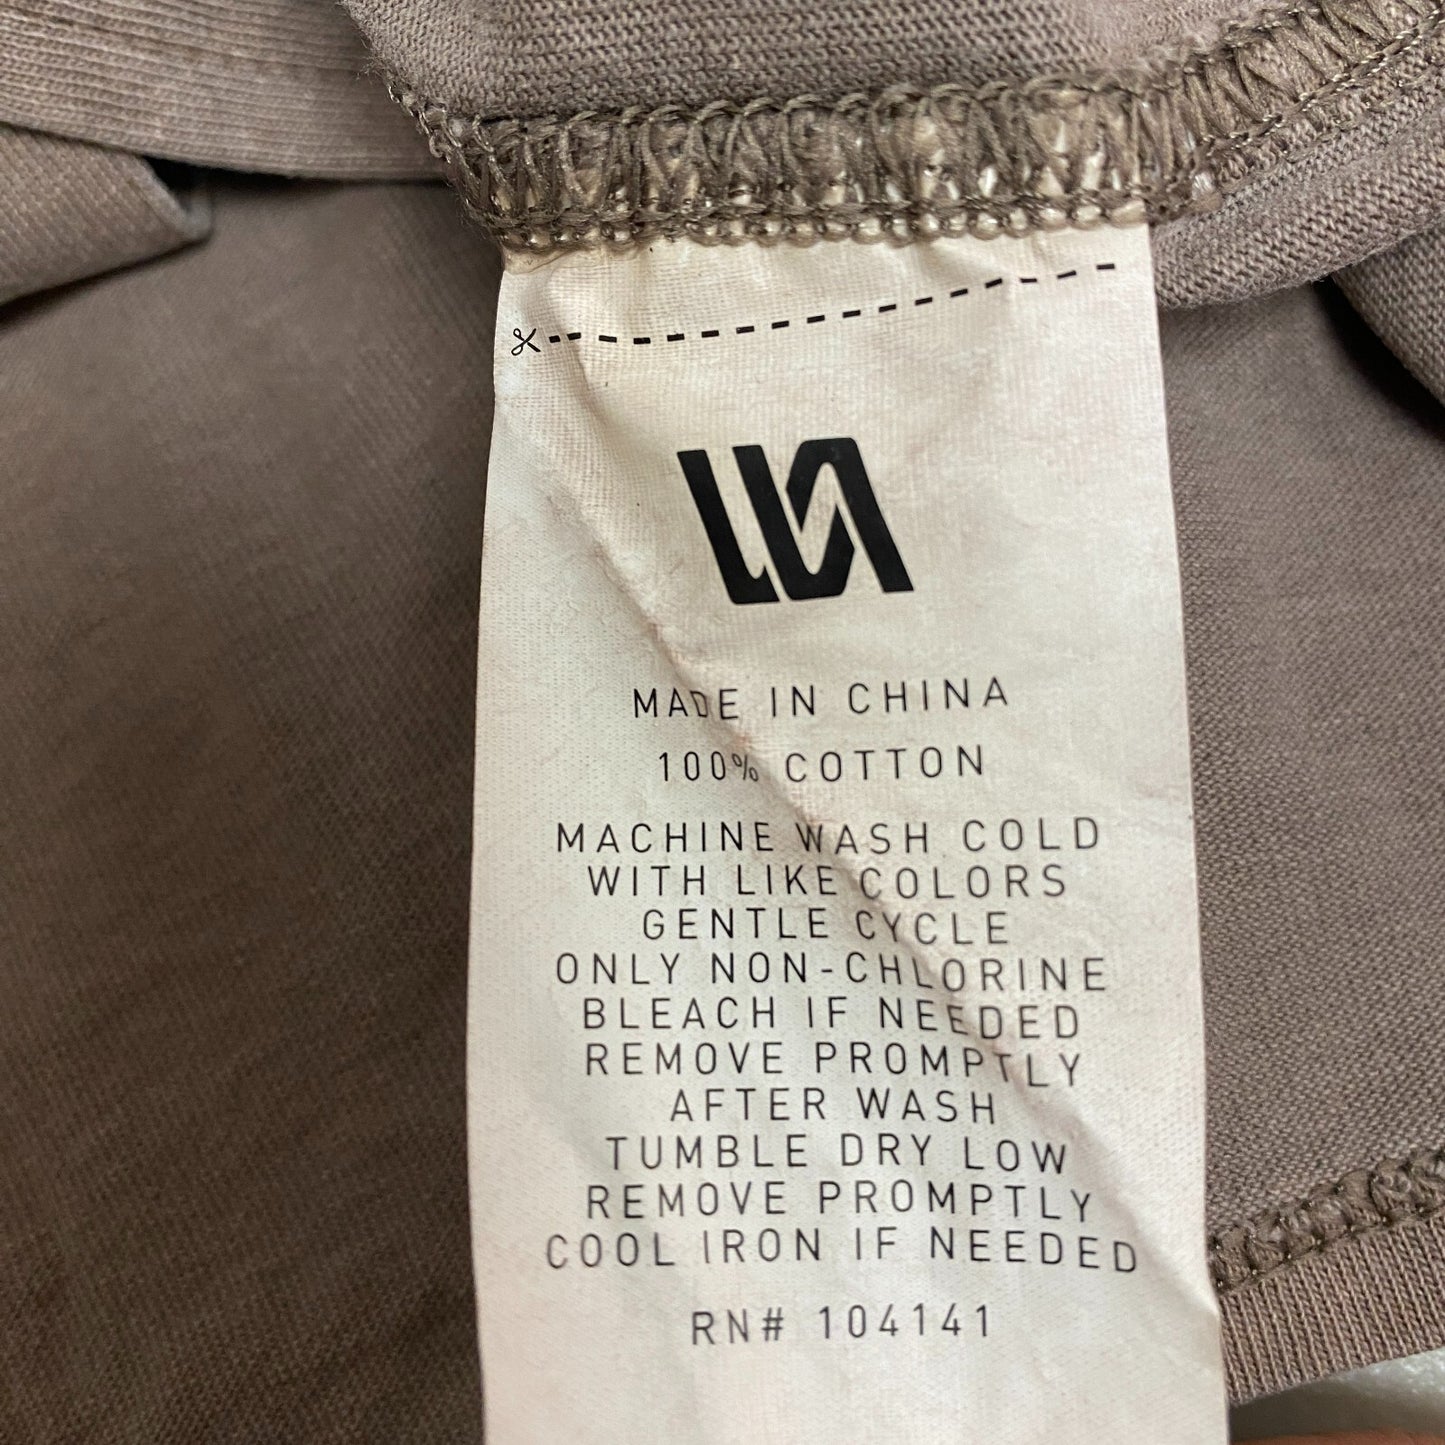 MADE IN CHINA
100% COTTON
MACHINE WASH COLD
WITH LIKE COLORS
GENTLE CYCLE
ONLY NON-CHLORINE
BLEACH IF NEEDED
REMOVE PROMPTLY
AFTER WASH
TUMBLE DRY LOW
REMOVE PROMPTLY
COOL IRON IF NEEDED
RN# 104141